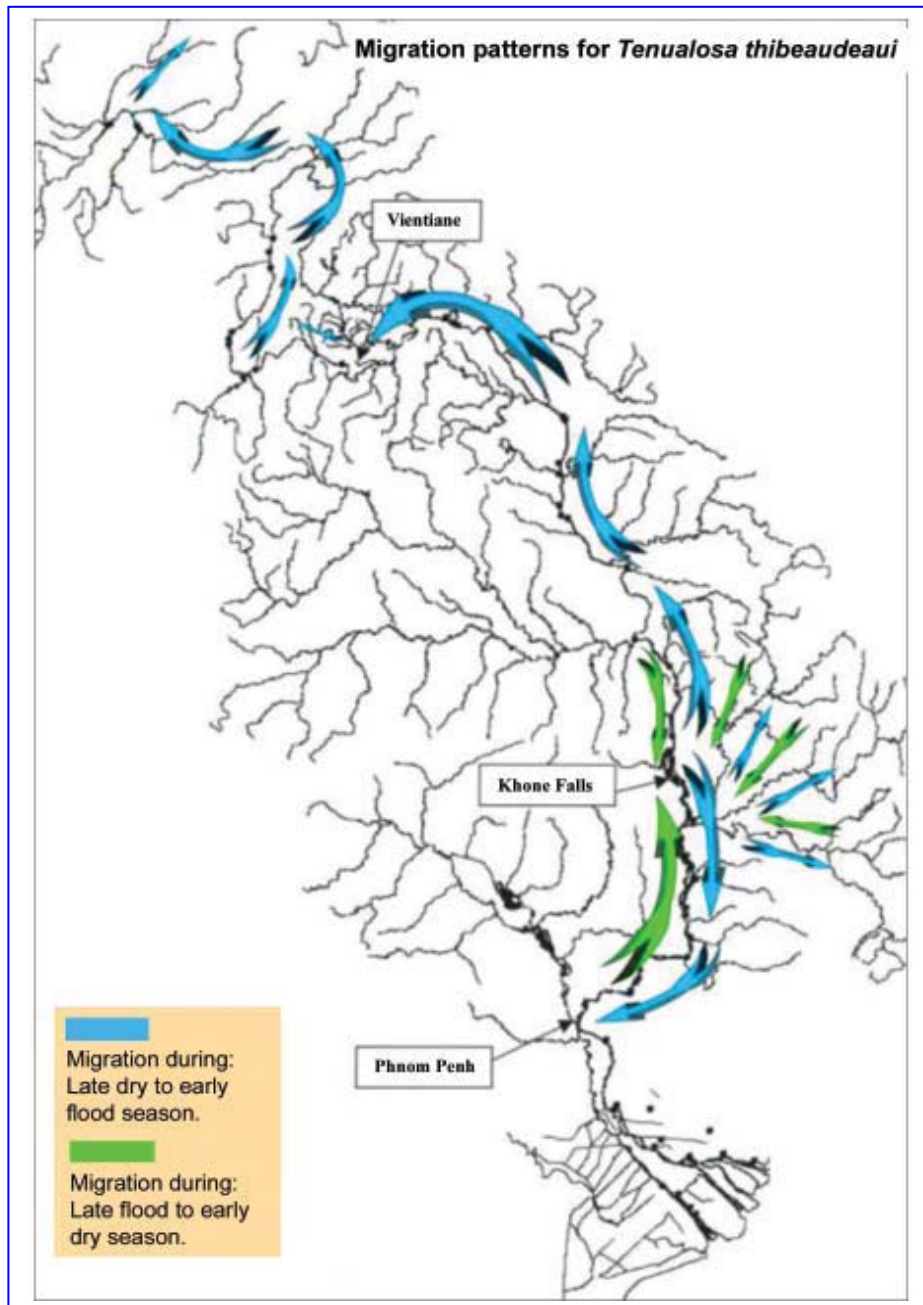 Migration patterns for Tenualosa thibeaudeaui
Vientiane
Khone Falls
Phnom Penh
Migration during:
Late dry to early
flood season.
Migration during:
Late flood to early
dry season.